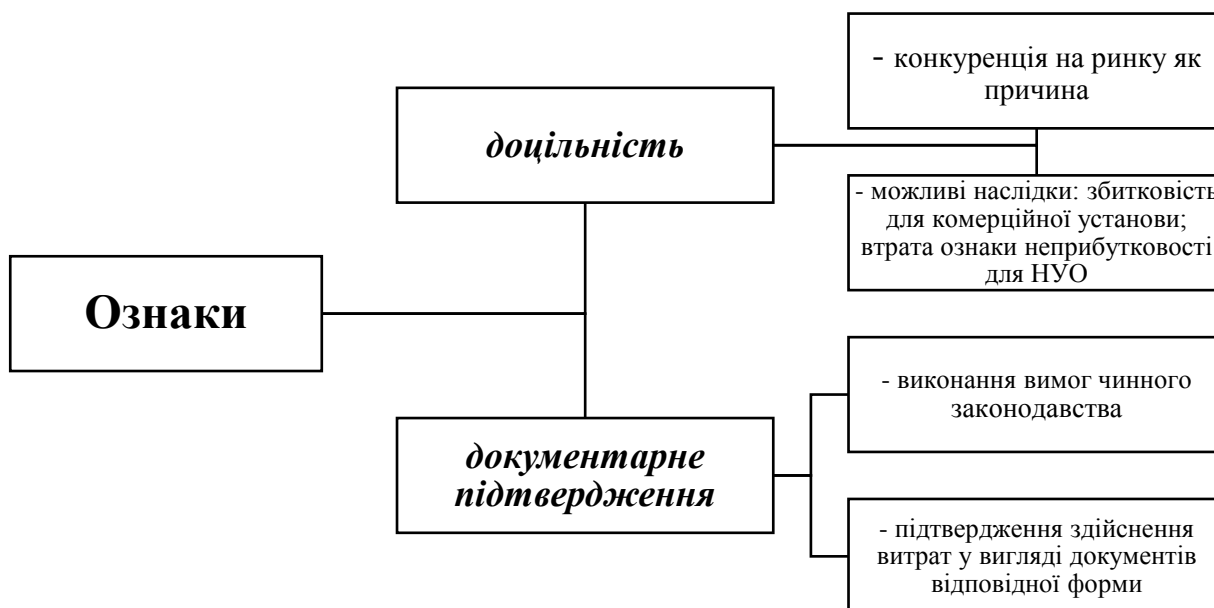 Ознаки
доцільність
- конкуренція на ринку як
причина
- можливі наслідки: збитковість
для комерційної установи;
втрата ознаки неприбутковості
для НУО
документарне
підтвердження
- виконання вимог чинного
законодавства
- підтвердження здійснення
витрат у вигляді документів
відповідної форми